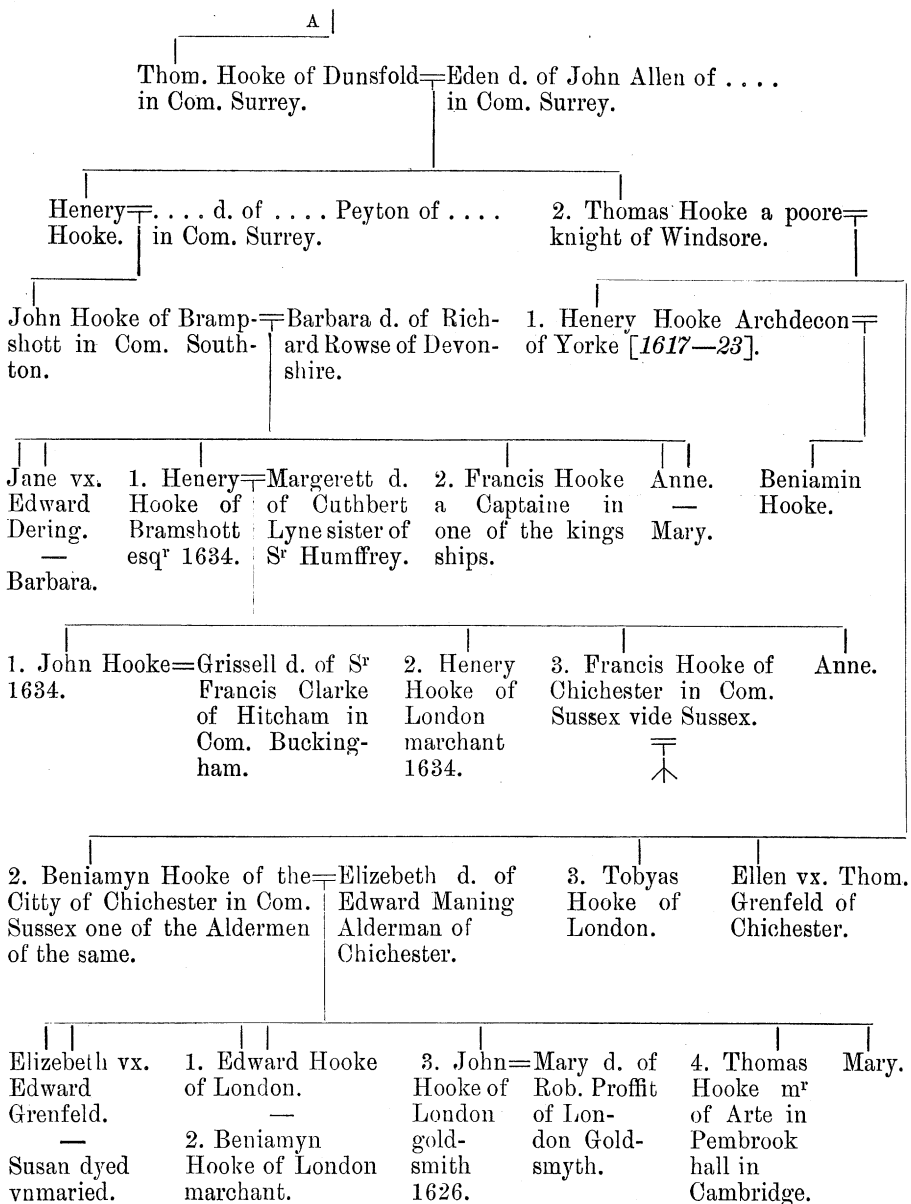 A
Thom. Hooke of Dunsfold
in Com. Surrey.
Eden d. of John Allen of . . . .
in Com. Surrey.
Henery
Hooke.
. . . . d. of . . . . Peyton of . . . .
in Com. Surrey.
2. Thomas Hooke a poore
knight of Windsore.
John Hooke of Bramp-
shott in Com. South-
ton.
Barbara d. of Rich-
ard Rowse of Devon-
shire.
1. Henery Hooke Archdecon
of Yorke [1617—23].
Jane vx.
Edward
Dering.
—
Barbara.
1. Henery
Hooke of
Bramshott
esqr 1634.
Margerett d.
of Cuthbert
Lyne sister of
Sr Humffrey.
2. Francis Hooke
a Captaine in
one of the kings
ships.
Anne.
—
Mary.
Beniamin
Hooke.
1. John Hooke
1634.
Grissell d. of Sr
Francis Clarke
of Hitcham in
Com. Bucking-
ham.
2. Henery
Hooke of
London
marchant
1634.
3. Francis Hooke of
Chichester in Com.
Sussex vide Sussex.
Anne.
2. Beniamyn Hooke of the
Citty of Chichester in Com.
Sussex one of the Aldermen
of the same.
Elizebeth d. of
Edward Maning
Alderman of
Chichester.
3. Tobyas
Hooke of
London.
Ellen vx. Thom.
Grenfeld of
Chichester.
Elizebeth vx.
Edward
Grenfeld.
—
Susan dyed
vnmaried.
1. Edward Hooke
of London.
—
2. Beniamyn
Hooke of London
marchant.
3. John
Hooke of
London
gold-
smith
1626.
Mary d. of
Rob. Proffit
of Lon-
don Gold-
smyth.
4. Thomas
Hooke mr
of Arte in
Pembrook
hall in
Cambridge.
Mary.